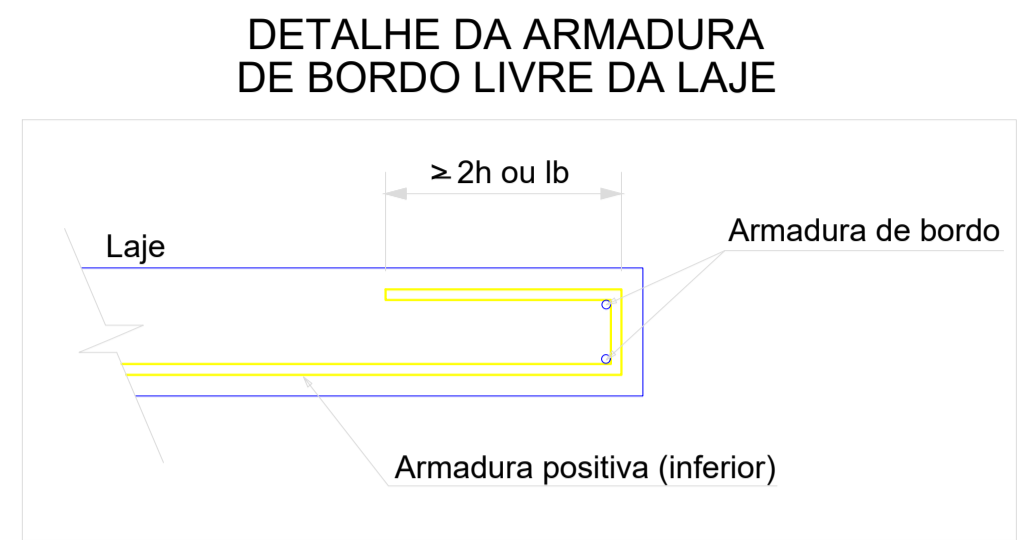 DETALHE DA ARMADURA
DE BORDO LIVRE DA LAJE
≥ 2h ou lb
Armadura de bordo
Laje
Armadura positiva (inferior)